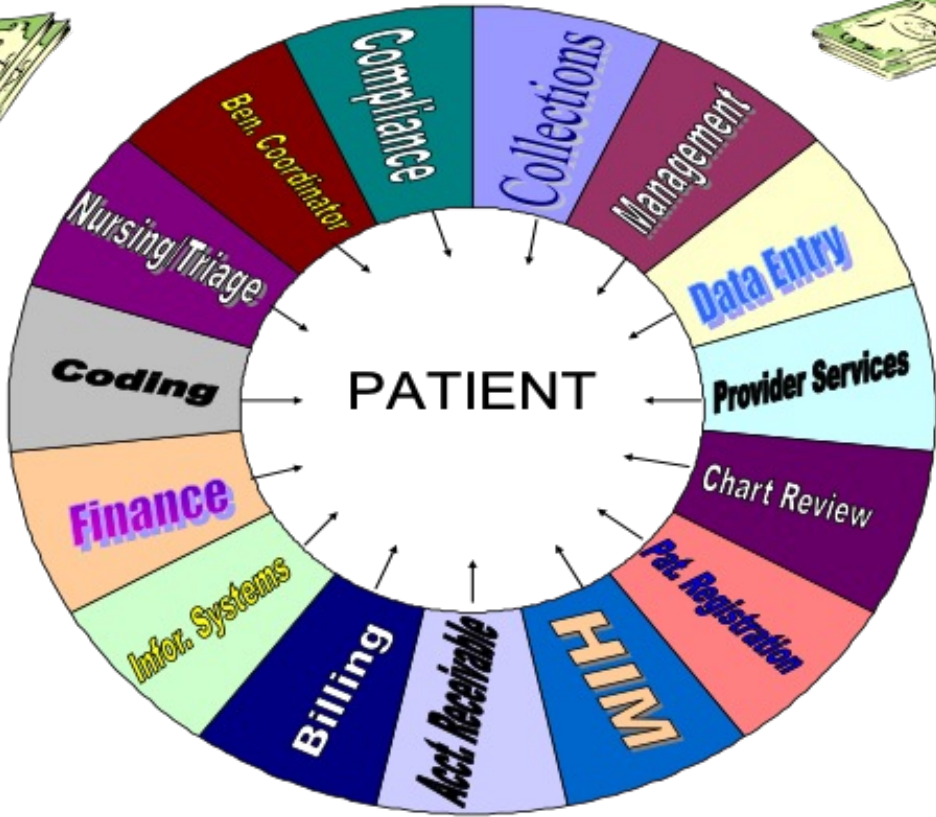 Compliance
Collections
Management
Data Entry
Provider Services
Chart Review
Pat. Registration
HIM
Acct. Receivable
Billing
Infor. Systems
Finance
Coding
Nursing/Triage
Ben. Coordinator
PATIENT